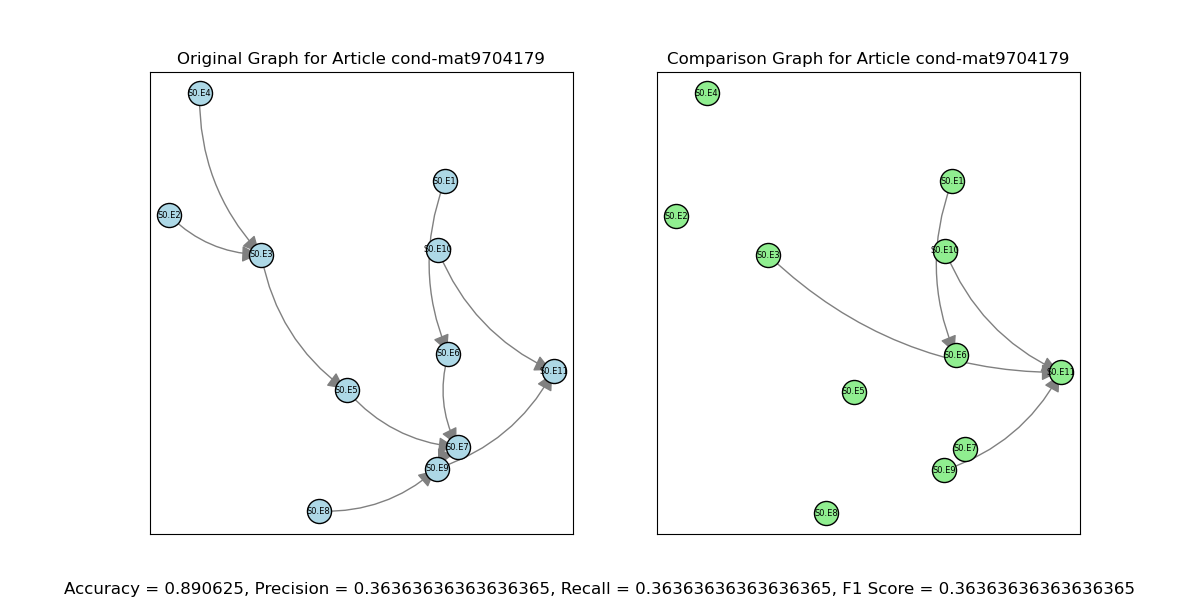 Original Graph for Article cond-mat9704179
Comparison Graph for Article cond-mat9704179
S0.E4
S0.E1
S0.E2
S0.E10
S0.E3
S0.E6
S0.E11
S0.E5
S0.E7
S0.E9
S0.E8
S0.E4
S0.E1
S0.E2
S0.E10
S0.E3
S0.E6
S0.E11
S0.E5
S0.E7
S0.E9
S0.E8
Accuracy = 0.890625, Precision = 0.36363636363636365, Recall = 0.36363636363636365, F1 Score = 0.36363636363636365